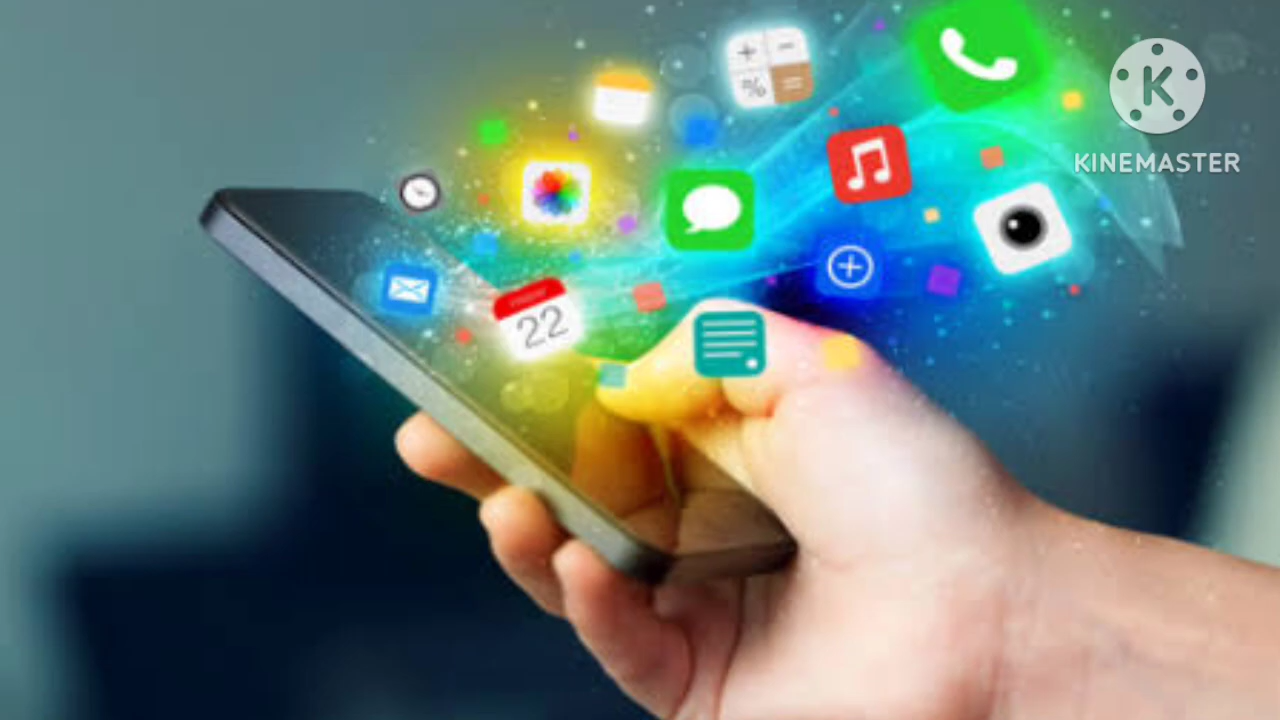 K
KINEMASTER
+ −
% =
22